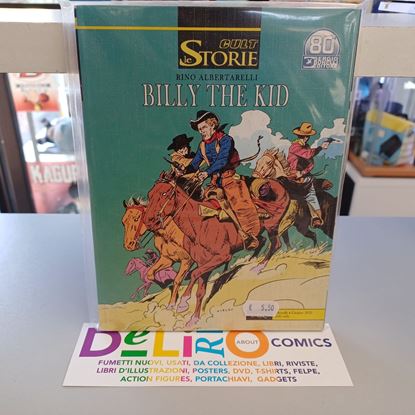 CULT
le STORIE
80
SERGIO BONELLI EDITORE
RINO ALBERTARELLI
BILLY THE KID
KAGUR
€ 5,50
DeLIRIO ABOUT COMICS
FUMETTI NUOVI, USATI, DA COLLEZIONE, LIBRI, RIVISTE,
LIBRI D'ILLUSTRAZIONI, POSTERS, DVD, T-SHIRTS, FELPE,
ACTION FIGURES, PORTACHIAVI, GADGETS